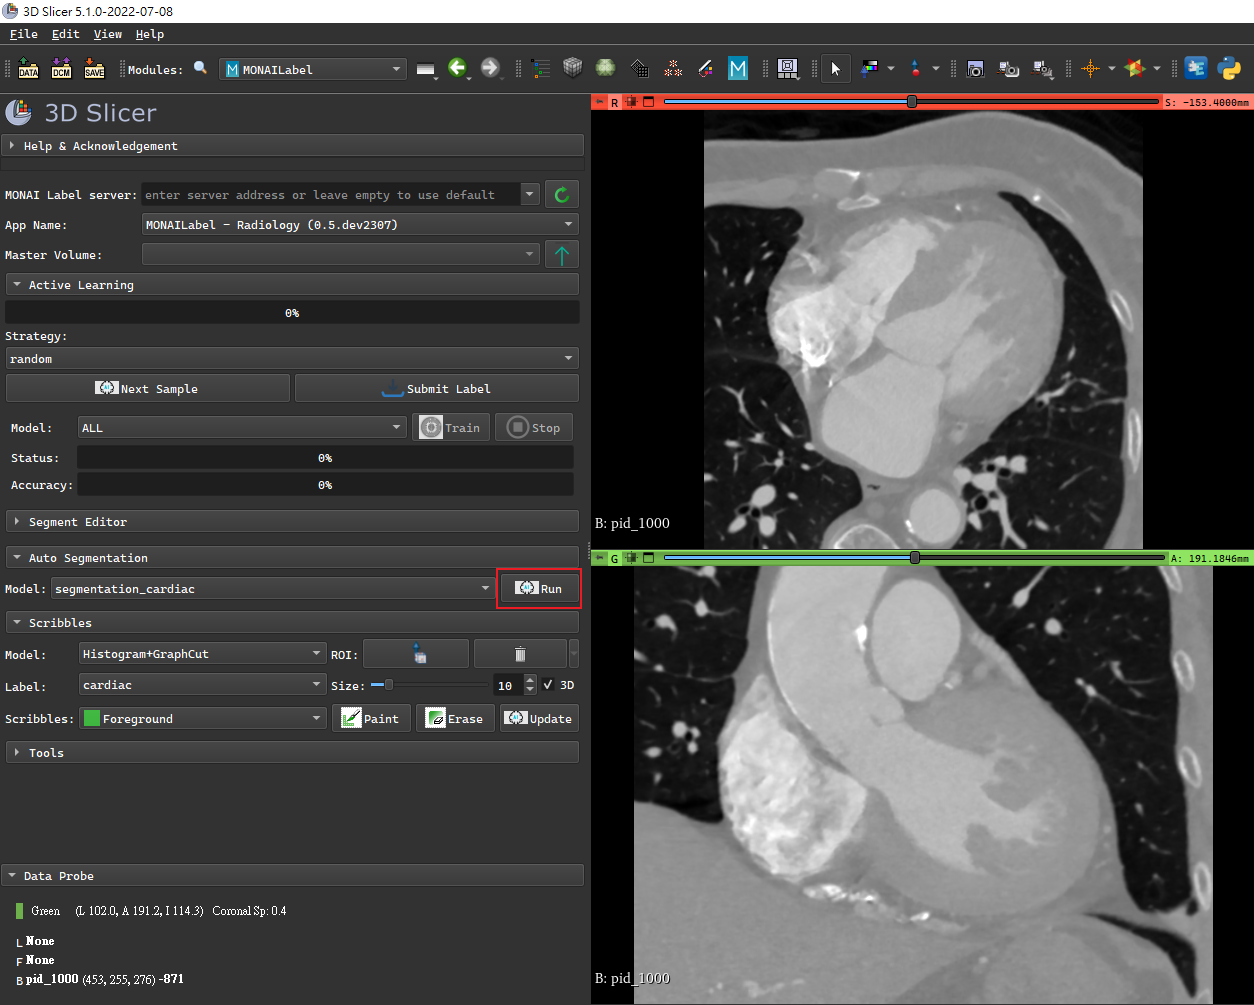 3D Slicer 5.1.0-2022-07-08
File Edit View Help
DATA DCM SAVE Modules: M MONAILabel M
3D Slicer
Help & Acknowledgement
MONAI Label server: enter server address or leave empty to use default
App Name: MONAILabel - Radiology (0.5.dev2307)
Master Volume:
Active Learning
0%
Strategy:
random
AI Next Sample Submit Label
Model: ALL Train Stop
Status: 0%
Accuracy: 0%
Segment Editor
Auto Segmentation
Model: segmentation_cardiac AI Run
Scribbles
Model: Histogram+GraphCut ROI:
Label: cardiac Size: 10 3D
Scribbles: Foreground Paint Erase AI Update
Tools
Data Probe
Green (L 102.0, A 191.2, I 114.3) Coronal Sp: 0.4
L None
F None
B pid_1000 (453, 255, 276) -871
R S: -153.4000mm
B: pid_1000
G A: 191.1846mm
B: pid_1000